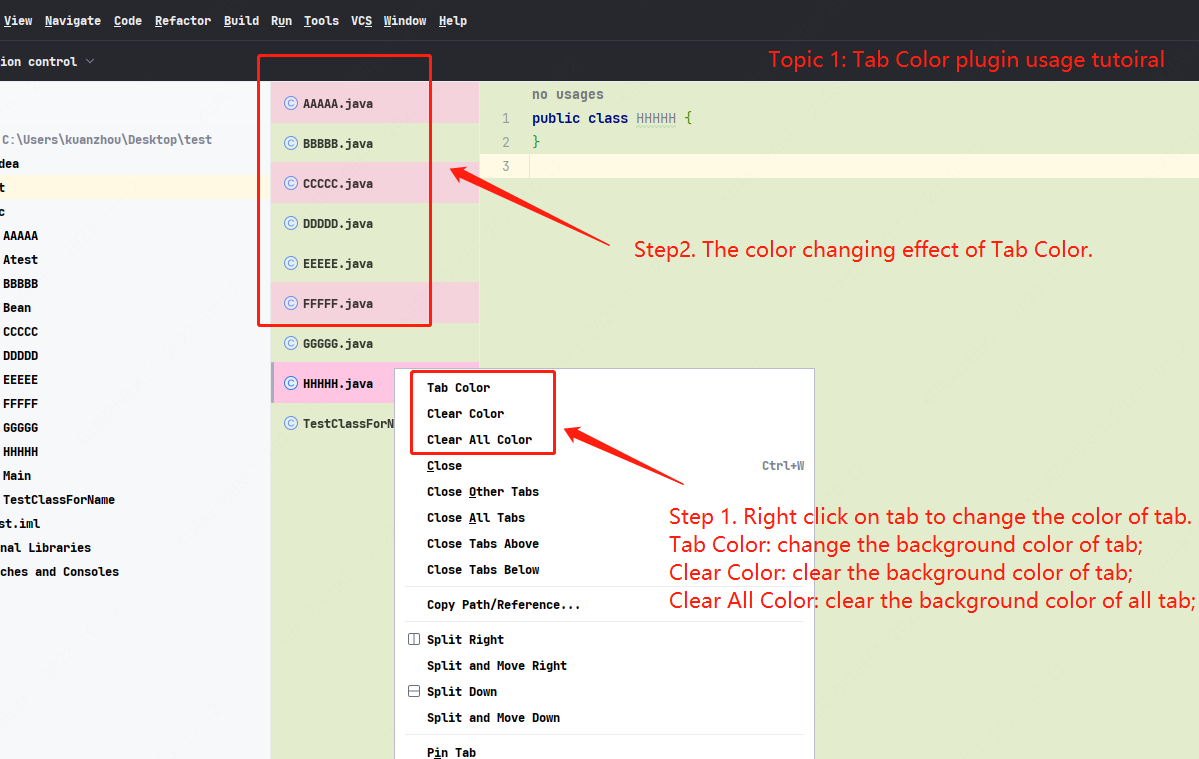 View Navigate Code Refactor Build Run Tools VCS Window Help
ion control
Topic 1: Tab Color plugin usage tutoiral
C:\Users\kuanzhou\Desktop\test
dea
t
c
AAAAA
Atest
BBBBB
Bean
CCCCC
DDDDD
EEEEE
FFFFF
GGGGG
HHHHH
Main
TestClassForName
st.iml
nal Libraries
ches and Consoles
AAAAA.java
BBBBB.java
CCCCC.java
DDDDD.java
EEEEE.java
FFFFF.java
GGGGG.java
HHHHH.java
TestClassForN
no usages
1 public class HHHHH {
2 }
3
Step2. The color changing effect of Tab Color.
Tab Color
Clear Color
Clear All Color
Close Ctrl+W
Close Other Tabs
Close All Tabs
Close Tabs Above
Close Tabs Below
Copy Path/Reference...
Split Right
Split and Move Right
Split Down
Split and Move Down
Pin Tab
Step 1. Right click on tab to change the color of tab.
Tab Color: change the background color of tab;
Clear Color: clear the background color of tab;
Clear All Color: clear the background color of all tab;